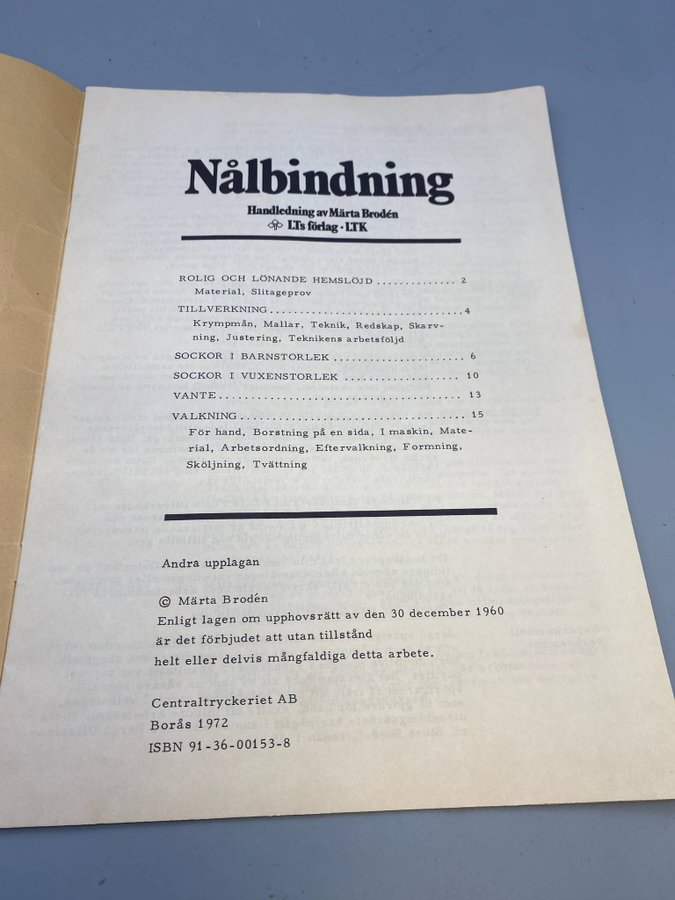 Nålbindning
Handledning av Märta Brodén
LTs förlag · LTK
ROLIG OCH LÖNANDE HEMSLÖJD .............. 2
Material, Slitageprov
TILLVERKNING.................................4
Krympmån, Mallar, Teknik, Redskap, Skarv-
ning, Justering, Teknikens arbetsföljd
SOCKOR I BARNSTORLEK ....................... 6
SOCKOR I VUXENSTORLEK .................... 10
VANTE.......................................... 13
VALKNING...................................... 15
För hand, Borstning på en sida, I maskin, Mate-
rial, Arbetsordning, Eftervalkning, Formning,
Sköljning, Tvättning
Andra upplagan
© Märta Brodén
Enligt lagen om upphovsrätt av den 30 december 1960
är det förbjudet att utan tillstånd
helt eller delvis mångfaldiga detta arbete.
Centraltryckeriet AB
Borås 1972
ISBN 91-36-00153-8